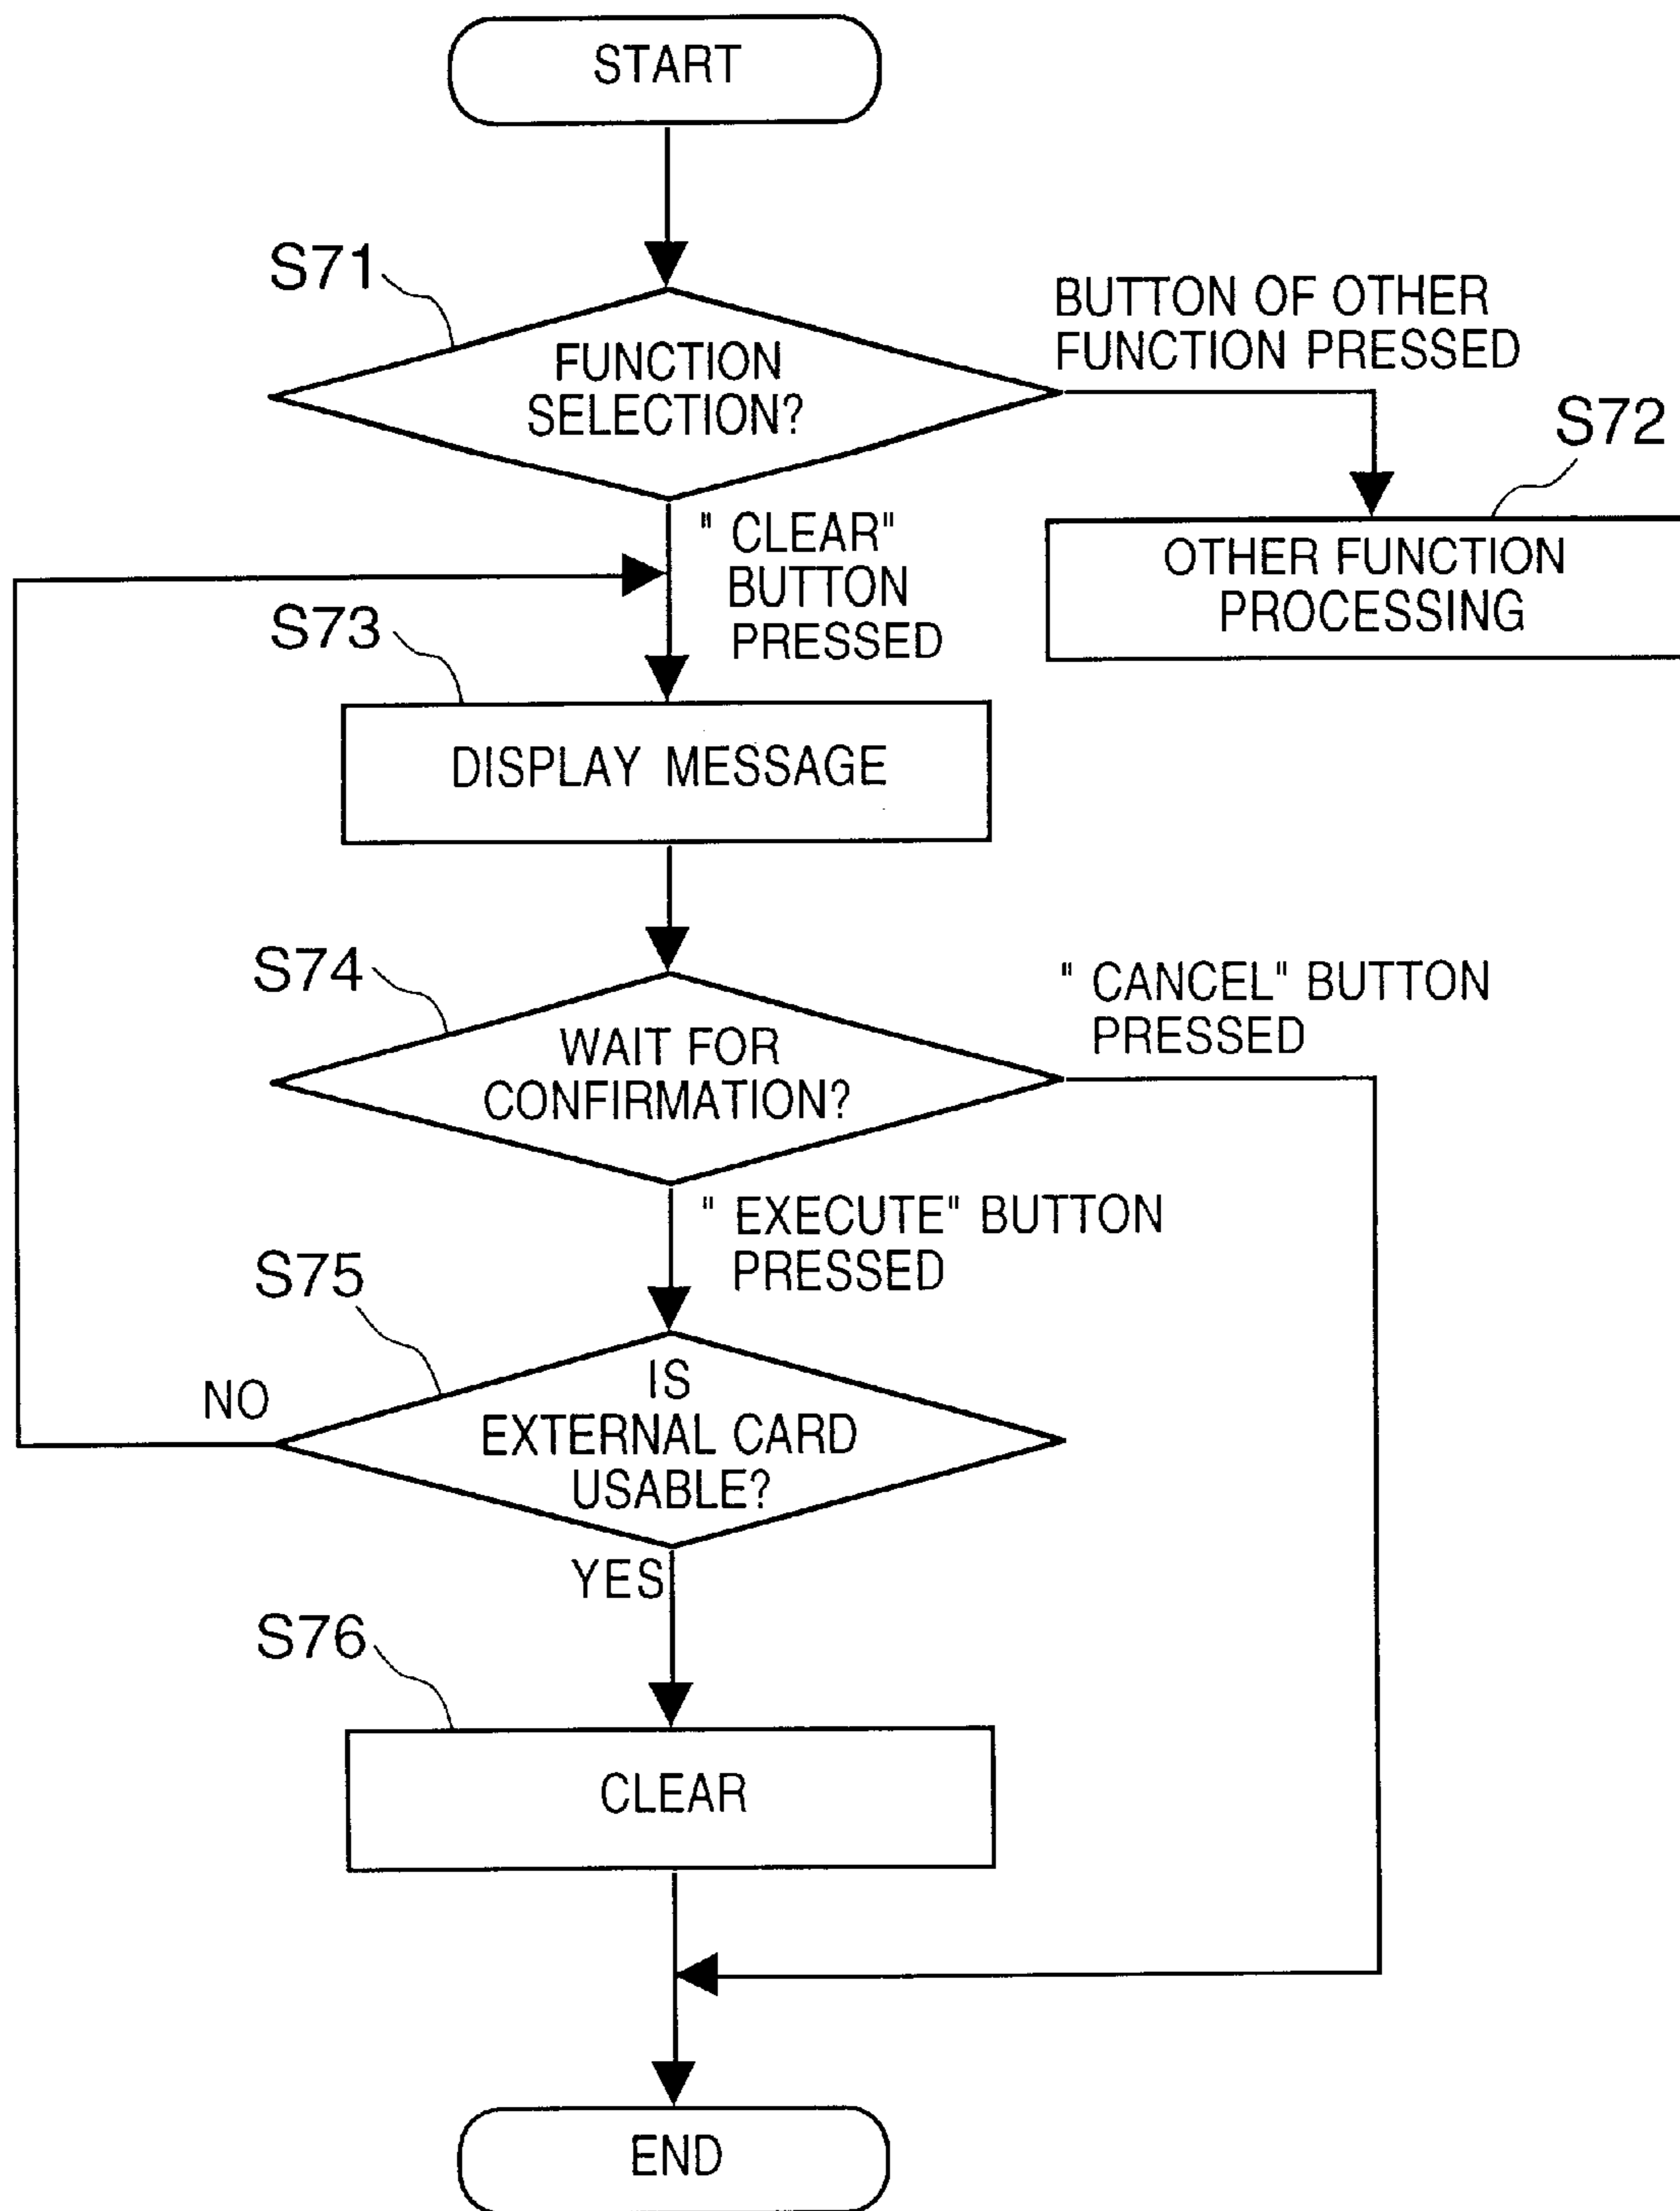 START
S71
FUNCTION
SELECTION?
BUTTON OF OTHER
FUNCTION PRESSED
S72
OTHER FUNCTION
PROCESSING
" CLEAR"
BUTTON
PRESSED
S73
DISPLAY MESSAGE
S74
WAIT FOR
CONFIRMATION?
" CANCEL" BUTTON
PRESSED
" EXECUTE" BUTTON
PRESSED
S75
NO
IS
EXTERNAL CARD
USABLE?
YES
S76
CLEAR
END